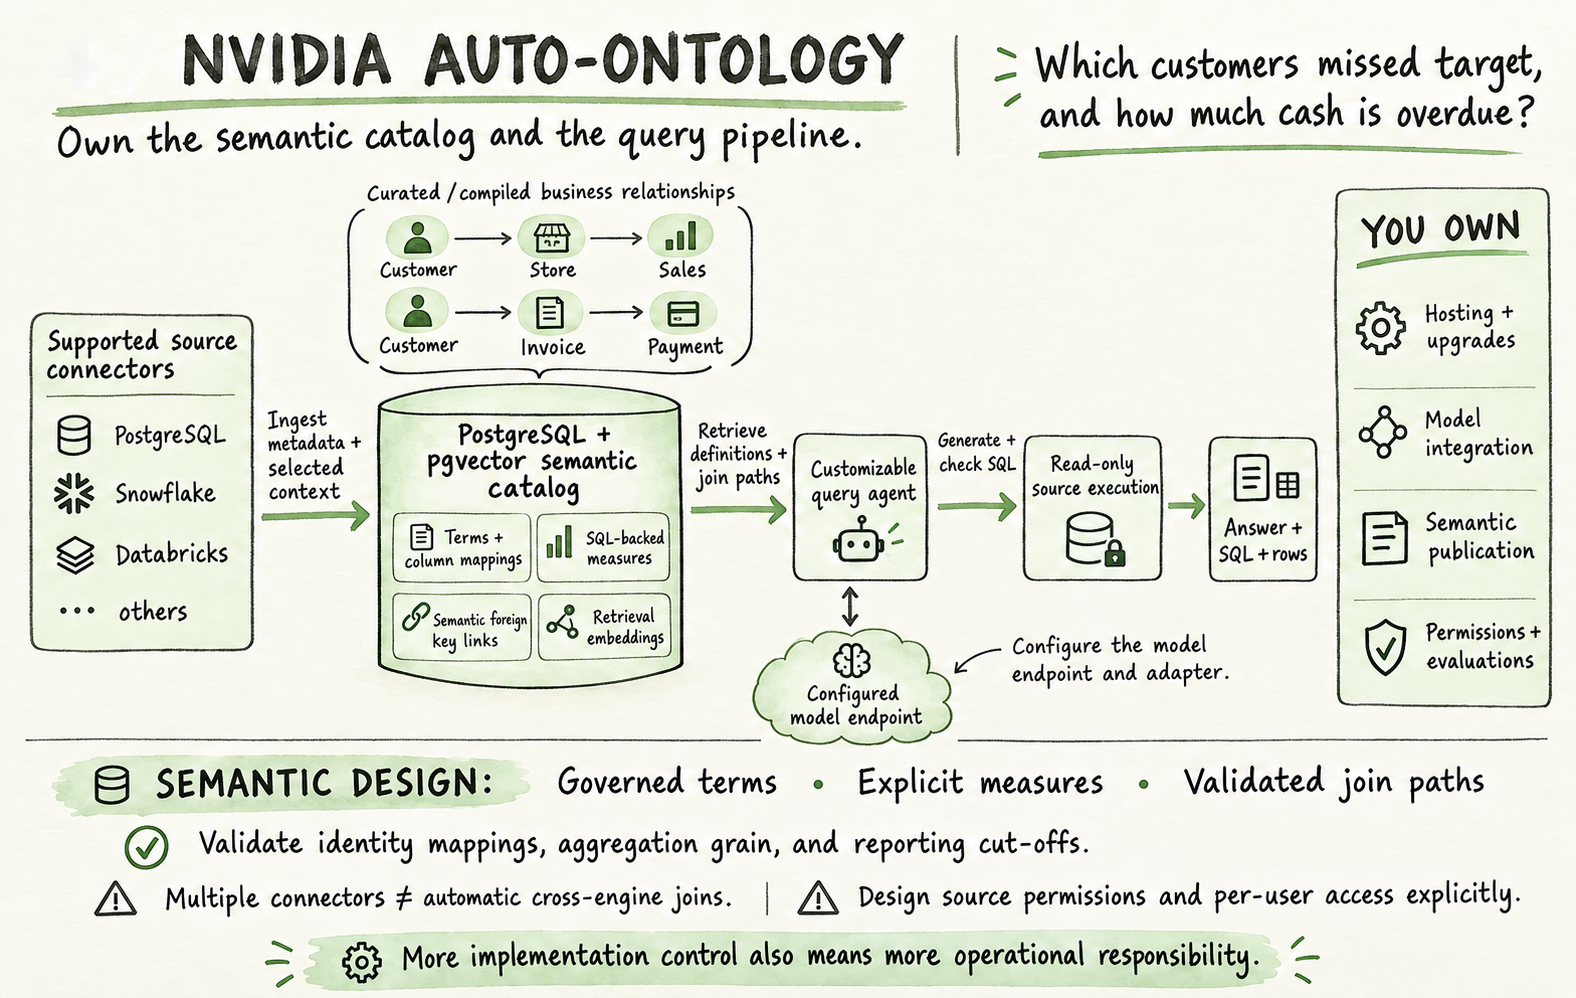 NVIDIA AUTO-ONTOLOGY
Own the semantic catalog and the query pipeline.
Which customers missed target,
and how much cash is overdue?
Curated / compiled business relationships
Customer
Store
Sales
Customer
Invoice
Payment
Supported source
connectors
PostgreSQL
Snowflake
Databricks
... others
Ingest
metadata +
selected
context
PostgreSQL +
pgvector semantic
catalog
Terms +
column mappings
SQL-backed
measures
Semantic foreign
key links
Retrieval
embeddings
Retrieve
definitions +
join paths
Customizable
query agent
Generate +
check SQL
Read-only
source execution
Answer +
SQL + rows
Configured
model endpoint
Configure the model
endpoint and adapter.
YOU OWN
Hosting +
upgrades
Model
integration
Semantic
publication
Permissions +
evaluations
SEMANTIC DESIGN: Governed terms • Explicit measures • Validated join paths
Validate identity mappings, aggregation grain, and reporting cut-offs.
Multiple connectors ≠ automatic cross-engine joins. | Design source permissions and per-user access explicitly.
More implementation control also means more operational responsibility.